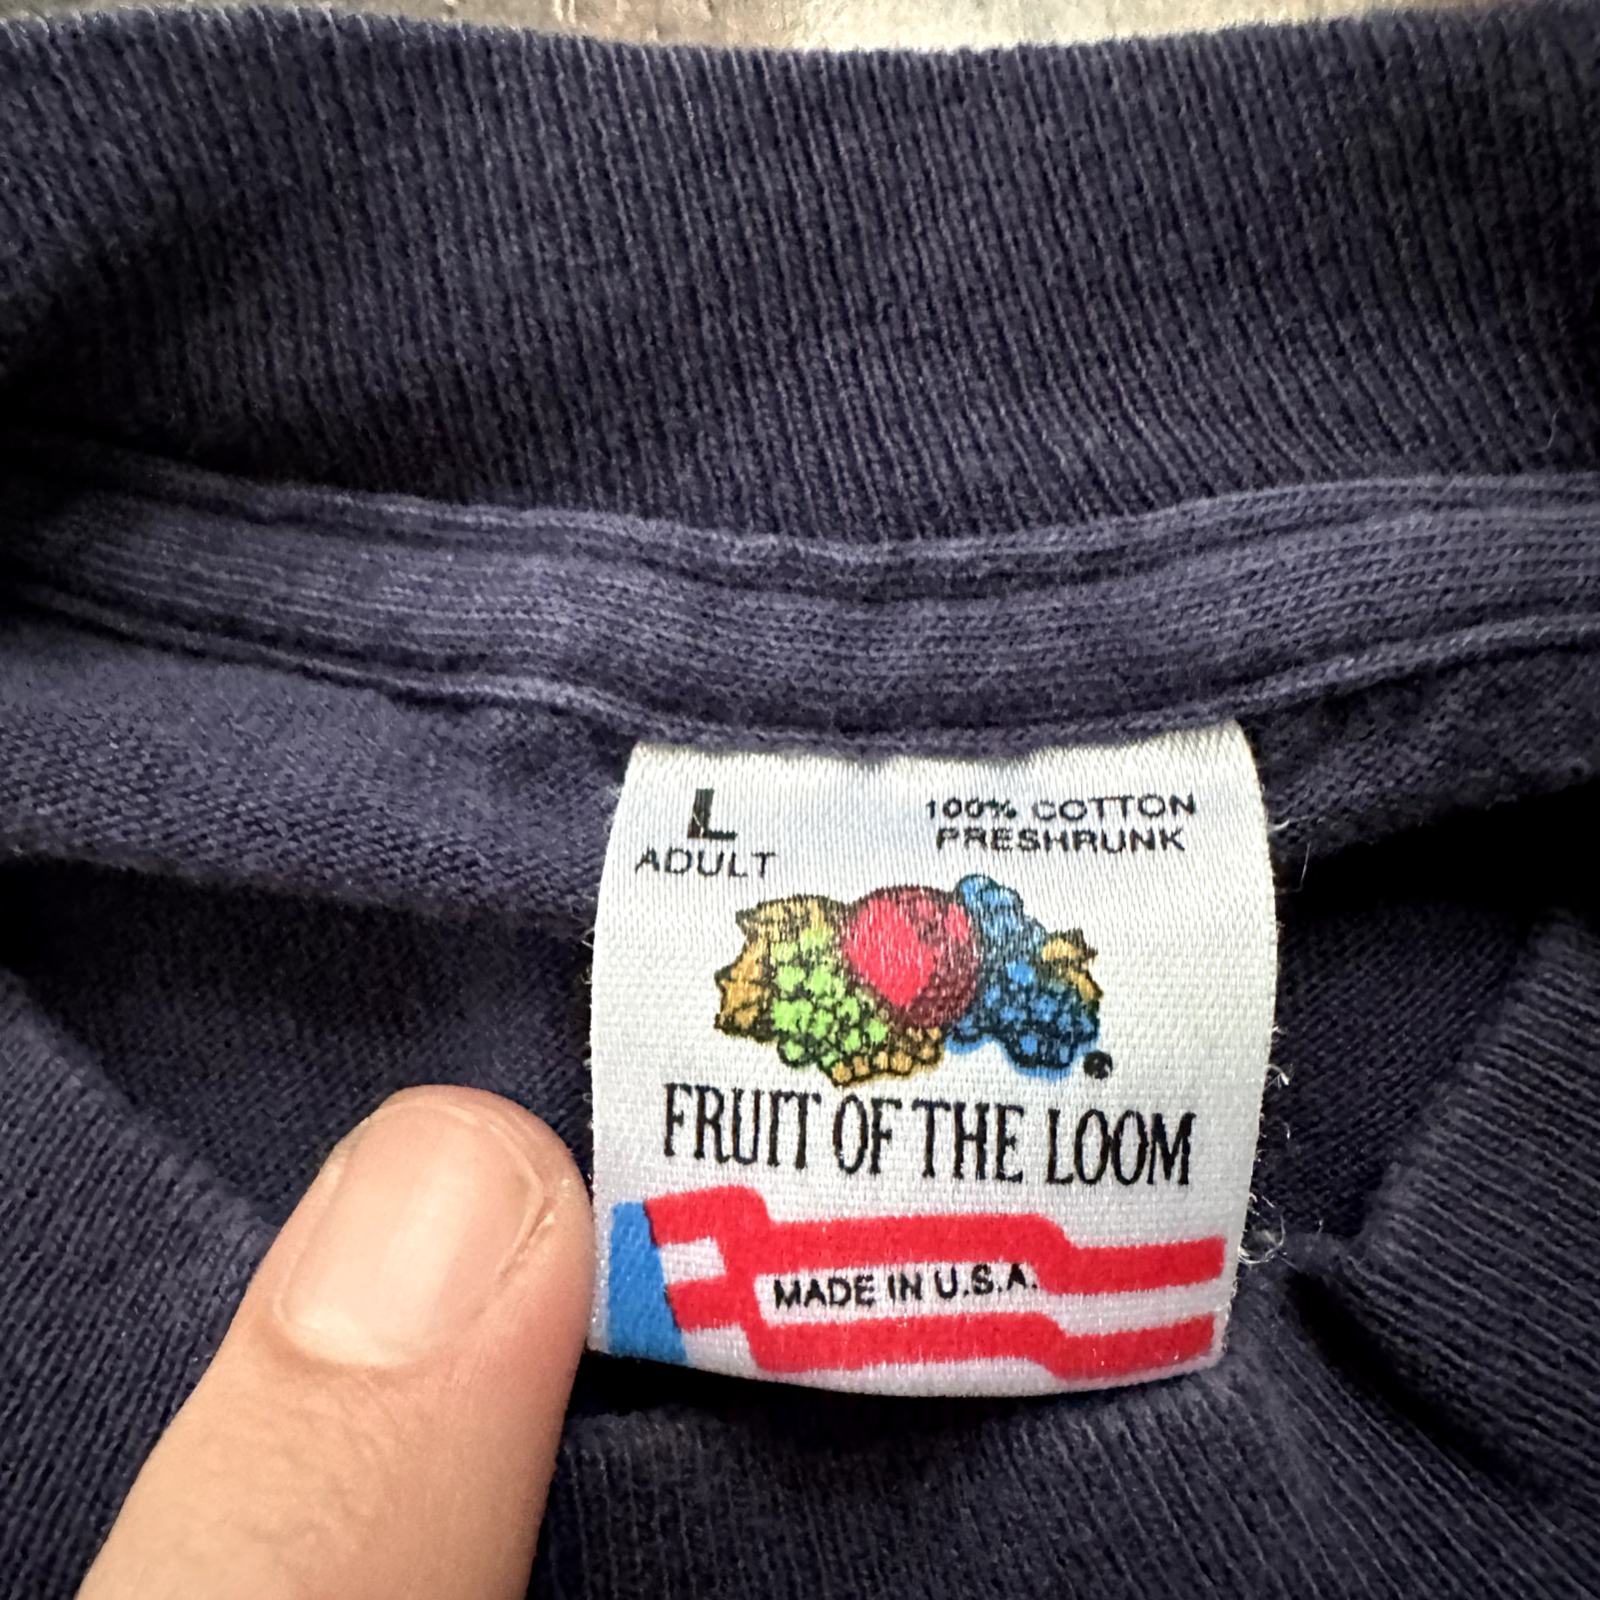 L
ADULT
100% COTTON
PRESHRUNK
FRUIT OF THE LOOM
MADE IN U.S.A.